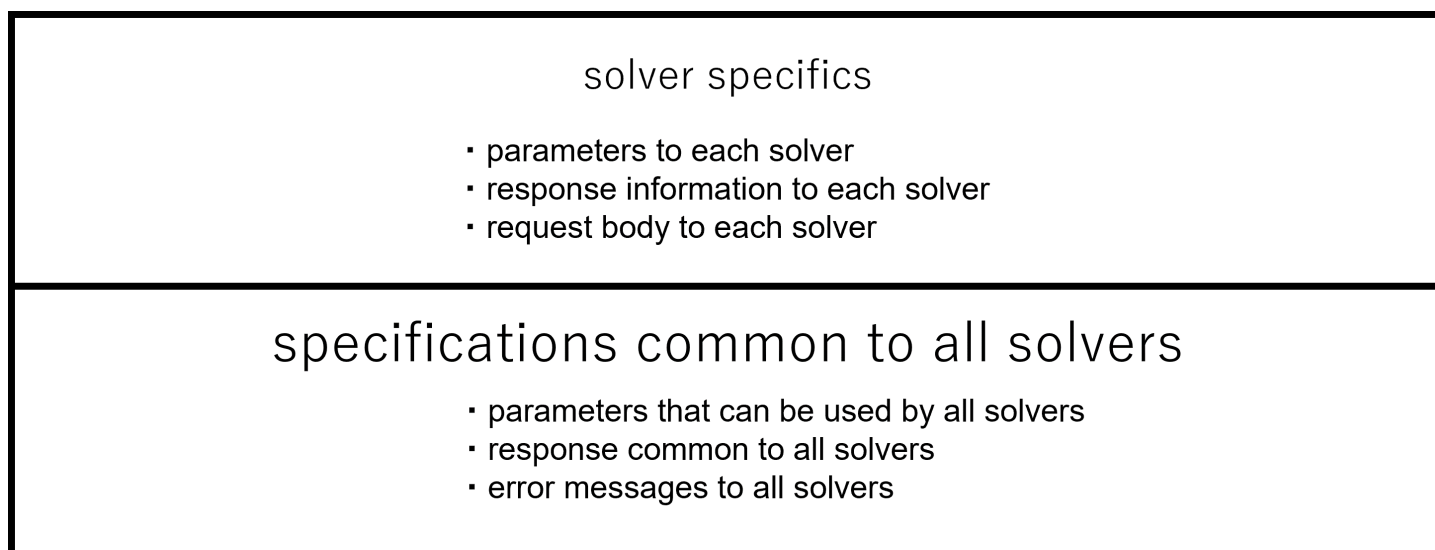 solver specifics
・parameters to each solver
・response information to each solver
・request body to each solver
specifications common to all solvers
・parameters that can be used by all solvers
・response common to all solvers
・error messages to all solvers